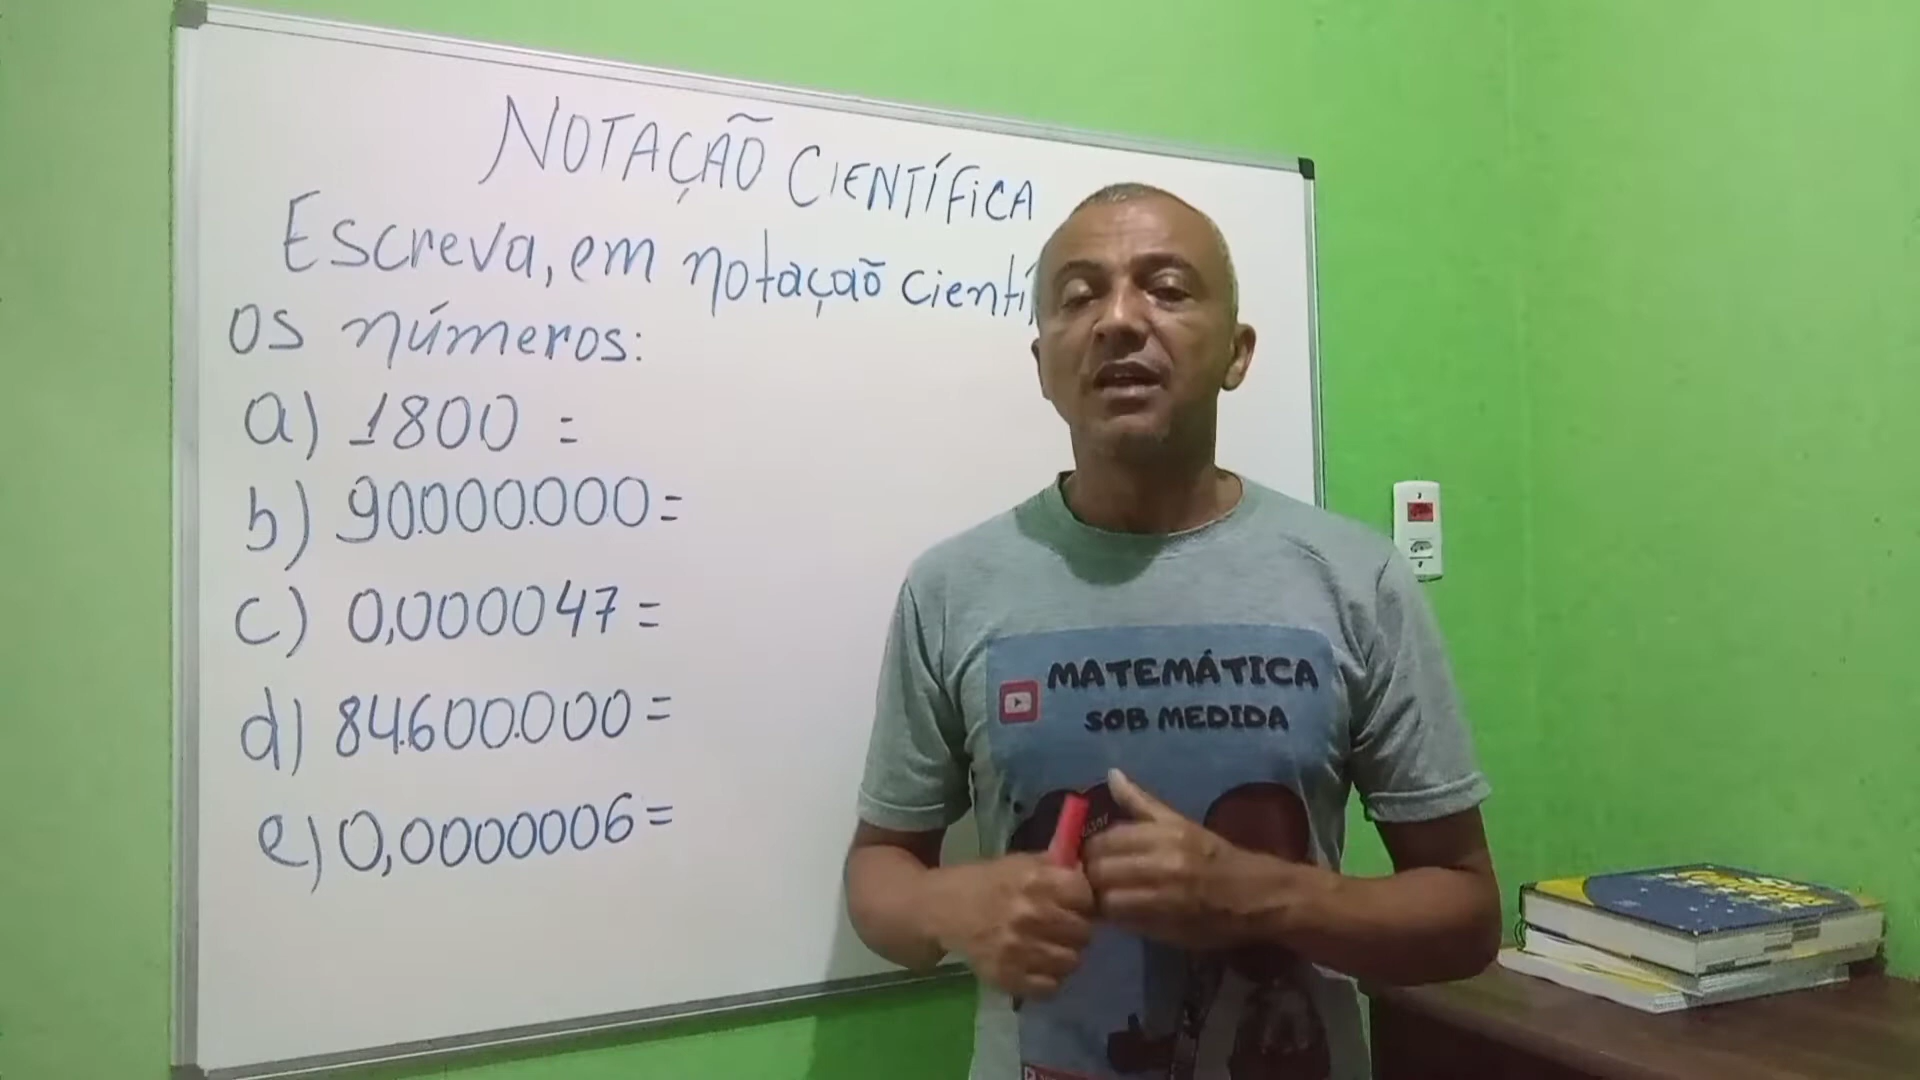 NOTAÇÃO CIENTÍFICA
Escreva, em notação cientí
os números:
a) 1800 =
b) 90.000.000 =
c) 0,000047 =
d) 84.600.000 =
e) 0,0000006 =
MATEMÁTICA
SOB MEDIDA